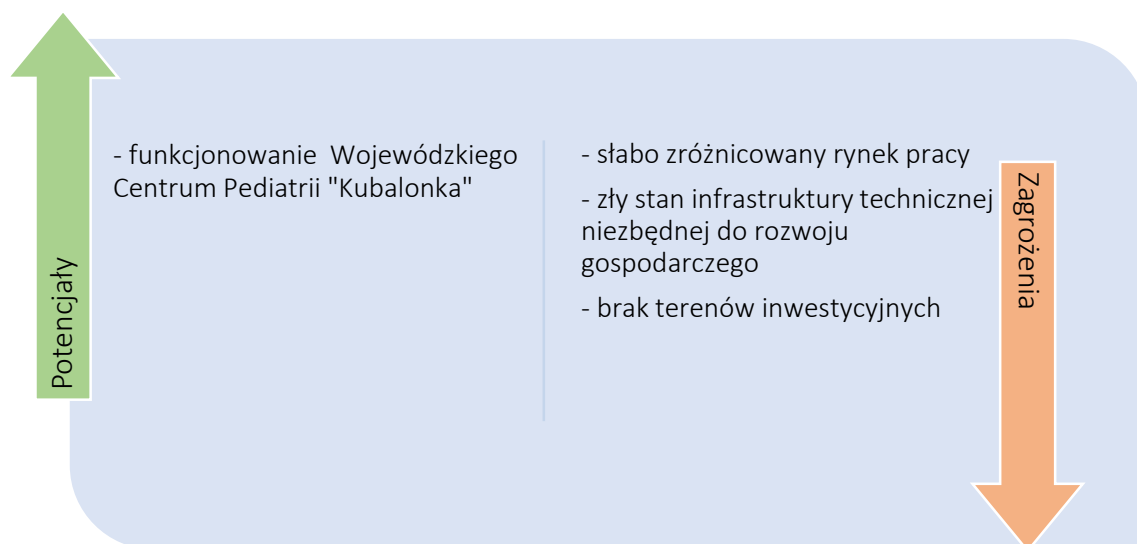 Potencjały
- funkcjonowanie Wojewódzkiego
Centrum Pediatrii "Kubalonka"
- słabo zróżnicowany rynek pracy
- zły stan infrastruktury technicznej
niezbędnej do rozwoju
gospodarczego
- brak terenów inwestycyjnych
Zagrożenia